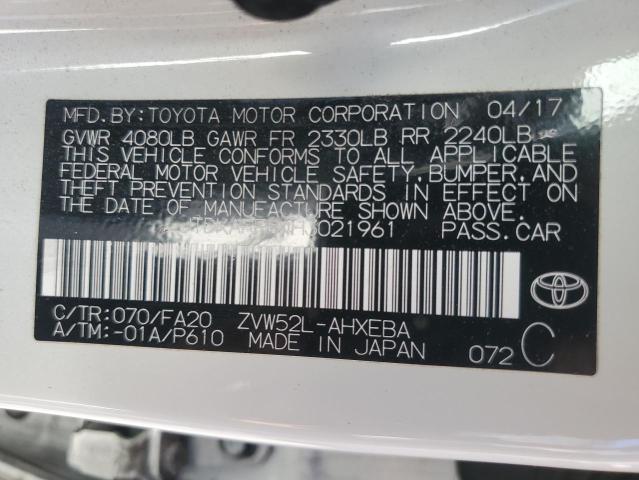 MFD.BY:TOYOTA MOTOR CORPORATION 04/17
GVWR 4080LB GAWR FR 2330LB RR 2240LB
THIS VEHICLE CONFORMS TO ALL APPLICABLE
FEDERAL MOTOR VEHICLE SAFETY BUMPER,AND
THEFT PREVENTION STANDARDS IN EFFECT ON
THE DATE OF MANUFACTURE SHOWN ABOVE.
PASS.CAR
C/TR:070/FA20 ZVW52L-AHXEBA
A/TM:-01A/P610 MADE IN JAPAN 072 C